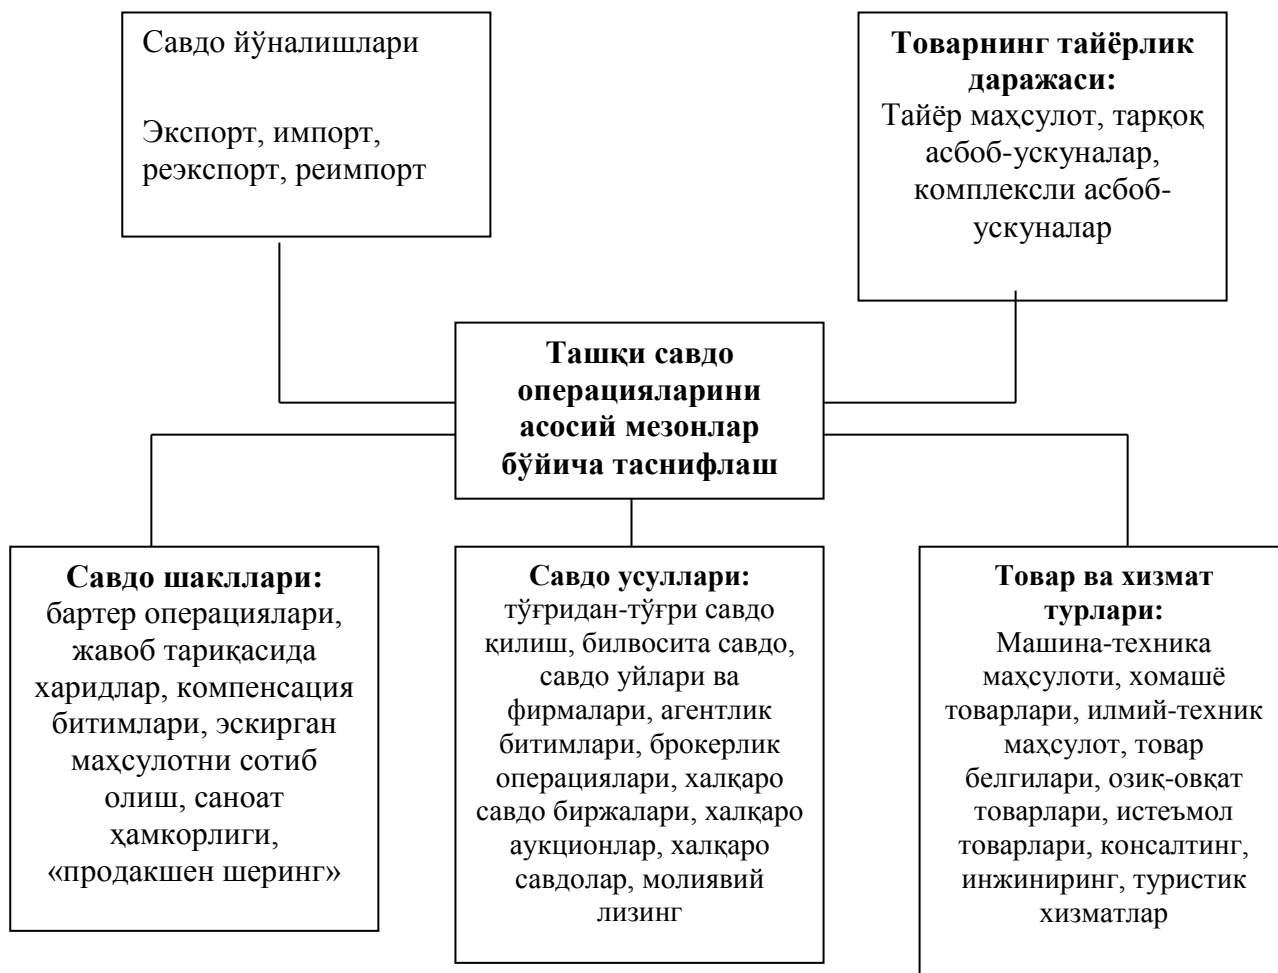 Савдо йўналишлари
Экспорт, импорт,
реэкспорт, реимпорт
Товарнинг тайёрлик
даражаси:
Тайёр маҳсулот, тарқоқ
асбоб-ускуналар,
комплексли асбоб-
ускуналар
Ташқи савдо
операцияларини
асосий мезонлар
бўйича таснифлаш
Савдо шакллари:
бартер операциялари,
жавоб тариқасида
харидлар, компенсация
битимлари, эскирган
маҳсулотни сотиб
олиш, саноат
ҳамкорлиги,
«продакшен шеринг»
Савдо усуллари:
тўғридан-тўғри савдо
қилиш, билвосита савдо,
савдо уйлари ва
фирмалари, агентлик
битимлари, брокерлик
операциялари, халқаро
савдо биржалари, халқаро
аукционлар, халқаро
савдолар, молиявий
лизинг
Товар ва хизмат
турлари:
Машина-техника
маҳсулоти, хомашё
товарлари, илмий-техник
маҳсулот, товар
белгилари, озиқ-овқат
товарлари, истеъмол
товарлари, консалтинг,
инжиниринг, туристик
хизматлар